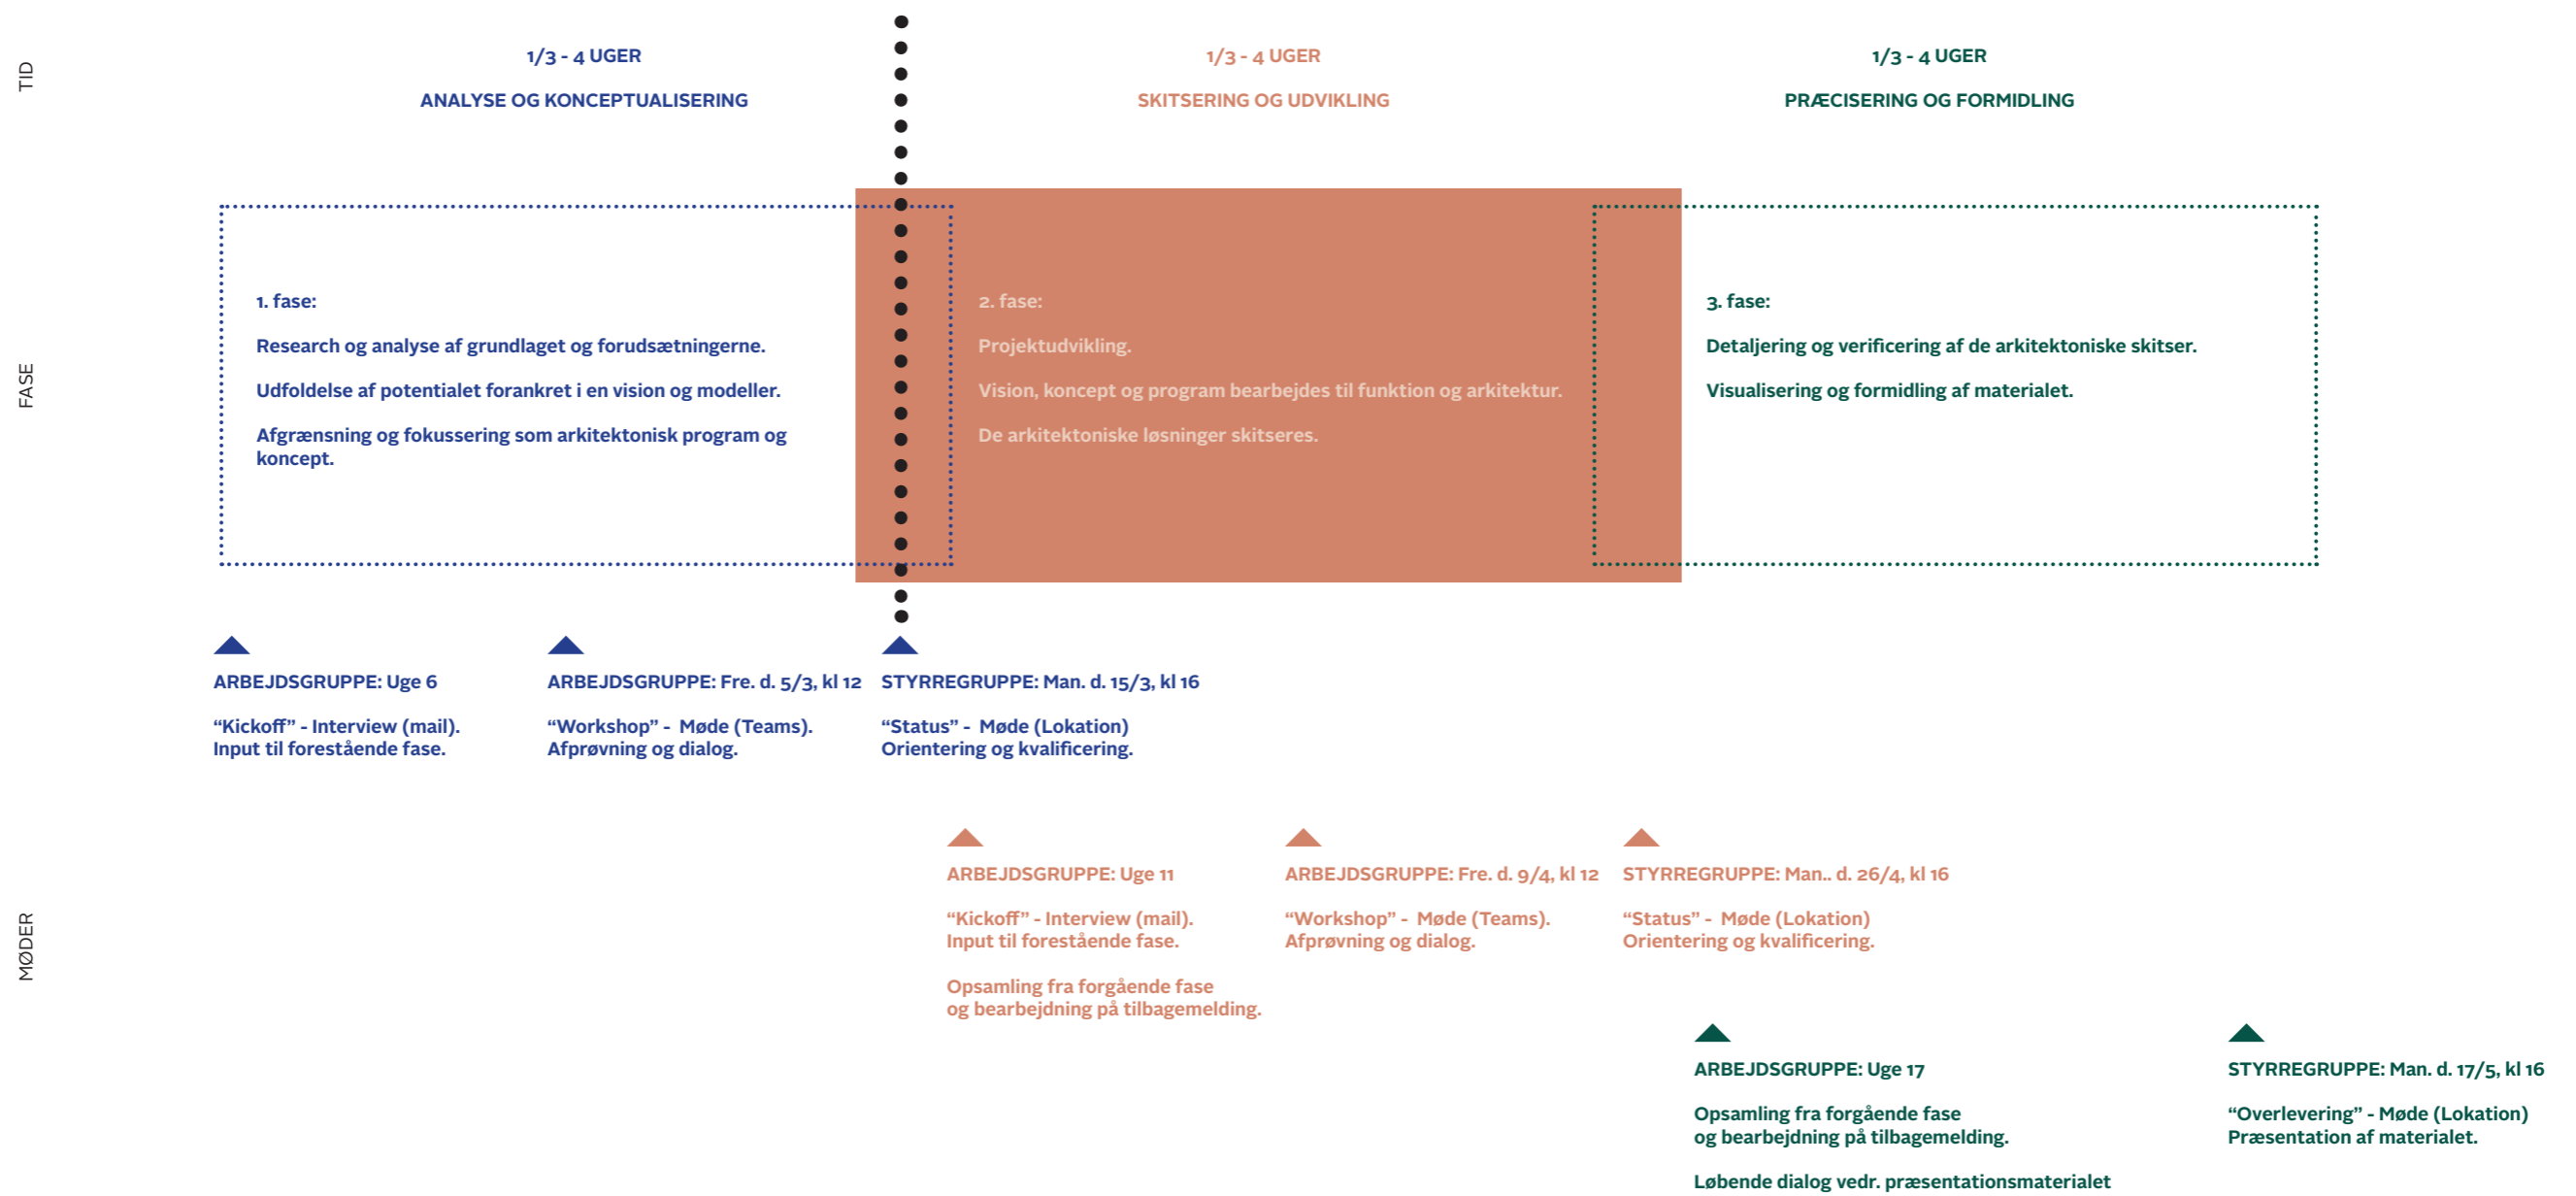 TID
1/3 - 4 UGER
ANALYSE OG KONCEPTUALISERING
1/3 - 4 UGER
SKITSERING OG UDVIKLING
1/3 - 4 UGER
PRÆCISERING OG FORMIDLING
FASE
1. fase:
Research og analyse af grundlaget og forudsætningerne.
Udfoldelse af potentialet forankret i en vision og modeller.
Afgrænsning og fokussering som arkitektonisk program og
koncept.
2. fase:
Projektudvikling.
Vision, koncept og program bearbejdes til funktion og arkitektur.
De arkitektoniske løsninger skitseres.
3. fase:
Detaljering og verificering af de arkitektoniske skitser.
Visualisering og formidling af materialet.
MØDER
ARBEJDSGRUPPE: Uge 6
“Kickoff” - Interview (mail).
Input til forestående fase.
ARBEJDSGRUPPE: Fre. d. 5/3, kl 12
“Workshop” - Møde (Teams).
Afprøvning og dialog.
STYRREGRUPPE: Man. d. 15/3, kl 16
“Status” - Møde (Lokation)
Orientering og kvalificering.
ARBEJDSGRUPPE: Uge 11
“Kickoff” - Interview (mail).
Input til forestående fase.
Opsamling fra forgående fase
og bearbejdning på tilbagemelding.
ARBEJDSGRUPPE: Fre. d. 9/4, kl 12
“Workshop” - Møde (Teams).
Afprøvning og dialog.
STYRREGRUPPE: Man.. d. 26/4, kl 16
“Status” - Møde (Lokation)
Orientering og kvalificering.
ARBEJDSGRUPPE: Uge 17
Opsamling fra forgående fase
og bearbejdning på tilbagemelding.
Løbende dialog vedr. præsentationsmaterialet
STYRREGRUPPE: Man. d. 17/5, kl 16
“Overlevering” - Møde (Lokation)
Præsentation af materialet.